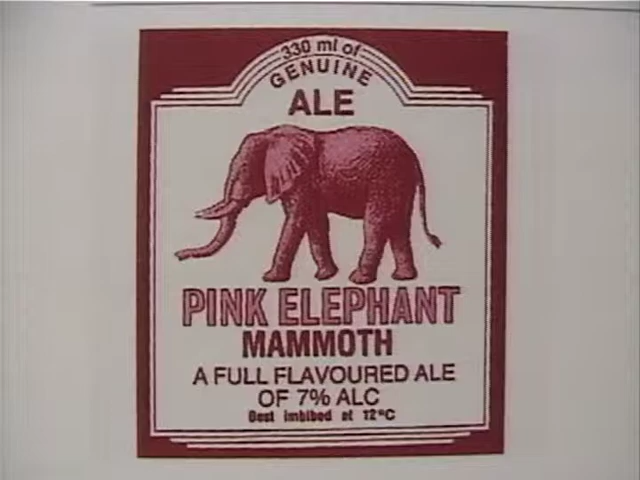 330 ml of
GENUINE
ALE
PINK ELEPHANT
MAMMOTH
A FULL FLAVOURED ALE
OF 7% ALC
Best imbibed at 12°C